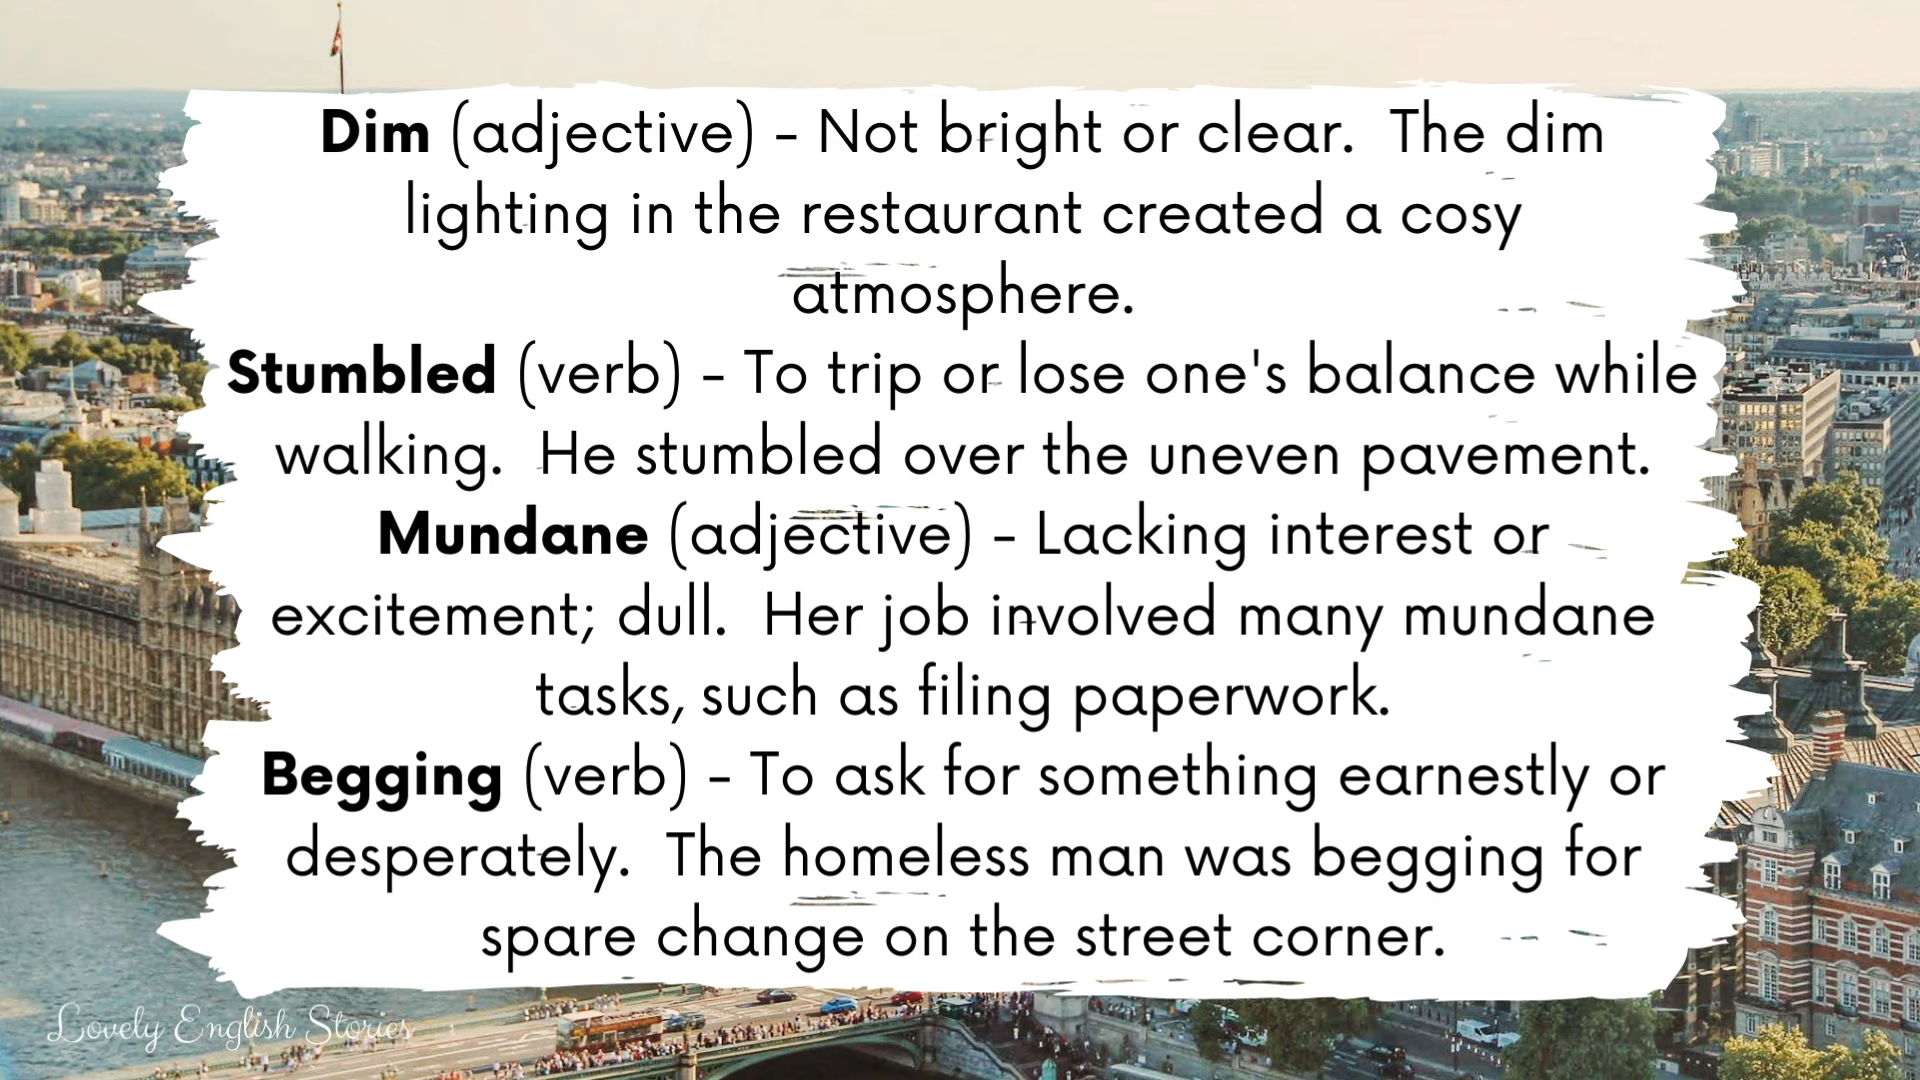 Dim (adjective) - Not bright or clear.  The dim
lighting in the restaurant created a cosy
atmosphere.
Stumbled (verb) - To trip or lose one's balance while
walking.  He stumbled over the uneven pavement.
Mundane (adjective) - Lacking interest or
excitement; dull.  Her job involved many mundane
tasks, such as filing paperwork.
Begging (verb) - To ask for something earnestly or
desperately.  The homeless man was begging for
spare change on the street corner.
Lovely English Stories